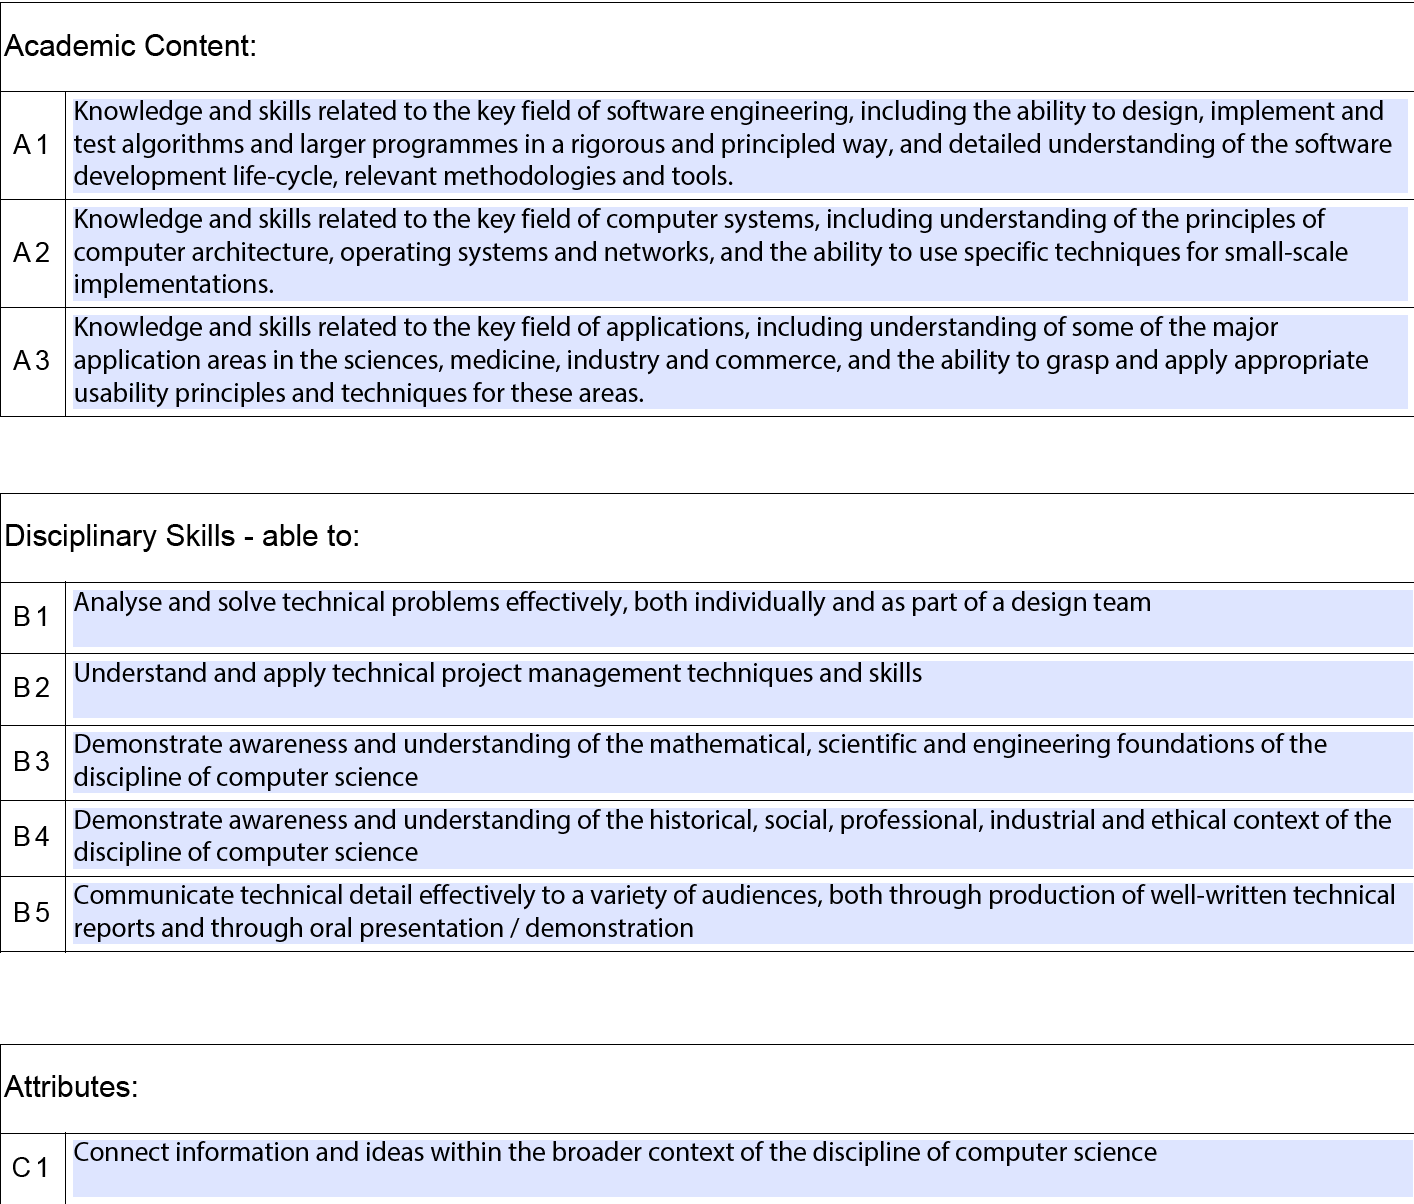 Academic Content:
A1
Knowledge and skills related to the key field of software engineering, including the ability to design, implement and
test algorithms and larger programmes in a rigorous and principled way, and detailed understanding of the software
development life-cycle, relevant methodologies and tools.
A2
Knowledge and skills related to the key field of computer systems, including understanding of the principles of
computer architecture, operating systems and networks, and the ability to use specific techniques for small-scale
implementations.
A3
Knowledge and skills related to the key field of applications, including understanding of some of the major
application areas in the sciences, medicine, industry and commerce, and the ability to grasp and apply appropriate
usability principles and techniques for these areas.
Disciplinary Skills - able to:
B1
Analyse and solve technical problems effectively, both individually and as part of a design team
B2
Understand and apply technical project management techniques and skills
B3
Demonstrate awareness and understanding of the mathematical, scientific and engineering foundations of the
discipline of computer science
B4
Demonstrate awareness and understanding of the historical, social, professional, industrial and ethical context of the
discipline of computer science
B5
Communicate technical detail effectively to a variety of audiences, both through production of well-written technical
reports and through oral presentation / demonstration
Attributes:
C1
Connect information and ideas within the broader context of the discipline of computer science